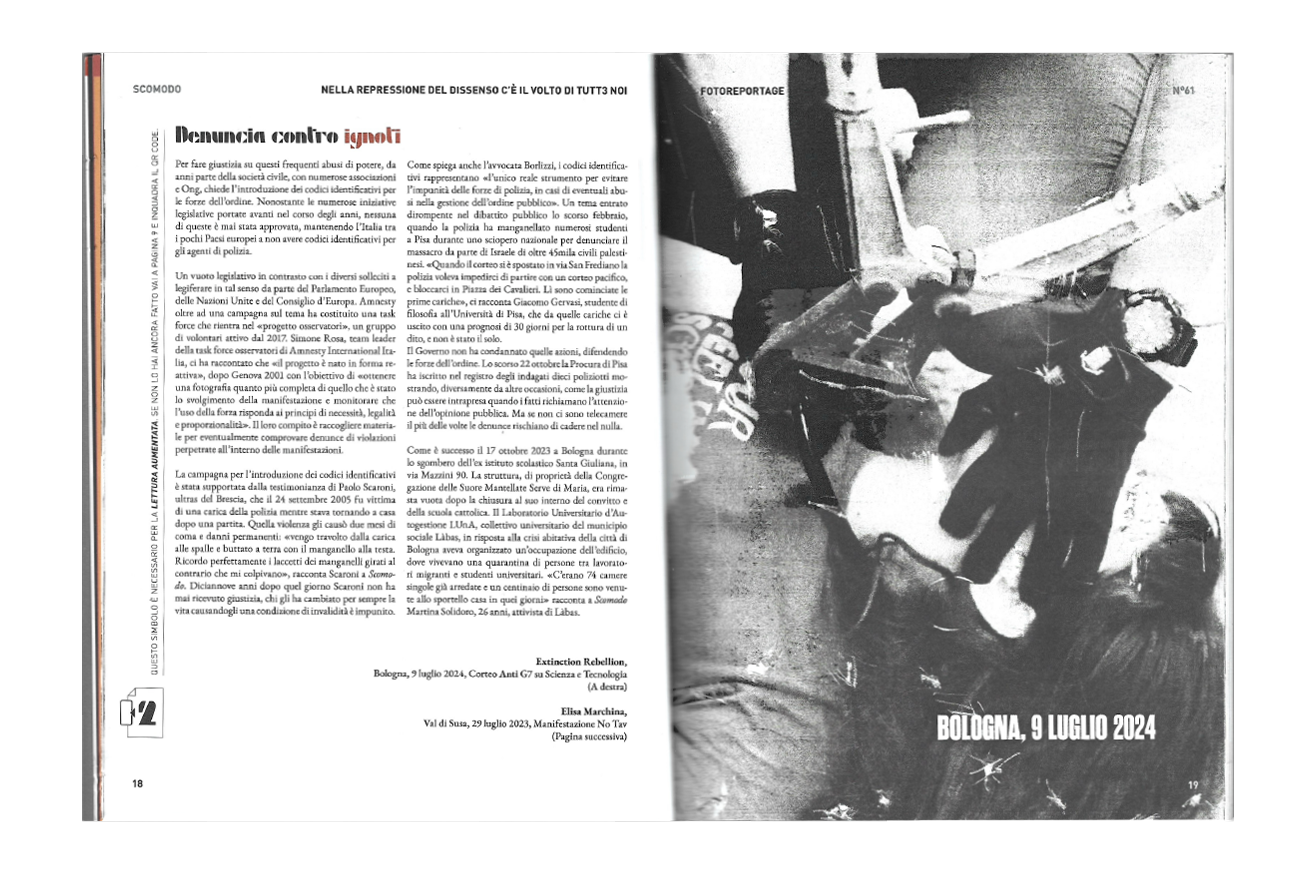 SCOMODO
NELLA REPRESSIONE DEL DISSENSO C'È IL VOLTO DI TUTT3 NOI
QUESTO SIMBOLO È NECESSARIO PER LA LETTURA AUMENTATA. SE NON LO HAI ANCORA FATTO VAI A PAGINA 9 E INQUADRA IL QR CODE.
2
Denuncia contro ignoti
Per fare giustizia su questi frequenti abusi di potere, da
anni parte della società civile, con numerose associazioni
e Ong, chiede l'introduzione dei codici identificativi per
le forze dell'ordine. Nonostante le numerose iniziative
legislative portate avanti nel corso degli anni, nessuna
di queste è mai stata approvata, mantenendo l'Italia tra
i pochi Paesi europei a non avere codici identificativi per
gli agenti di polizia.
Un vuoto legislativo in contrasto con i diversi solleciti a
legiferare in tal senso da parte del Parlamento Europeo,
delle Nazioni Unite e del Consiglio d'Europa. Amnesty
oltre ad una campagna sul tema ha costituito una task
force che rientra nel «progetto osservatori», un gruppo
di volontari attivo dal 2017. Simone Rosa, team leader
della task force osservatori di Amnesty International Ita-
lia, ci ha raccontato che «il progetto è nato in forma re-
attiva», dopo Genova 2001 con l'obiettivo di «ottenere
una fotografia quanto più completa di quello che è stato
lo svolgimento della manifestazione e monitorare che
l'uso della forza risponda ai principi di necessità, legalità
e proporzionalità». Il loro compito è raccogliere materia-
le per eventualmente comprovare denunce di violazioni
perpetrate all'interno delle manifestazioni.
La campagna per l'introduzione dei codici identificativi
è stata supportata dalla testimonianza di Paolo Scaroni,
ultras del Brescia, che il 24 settembre 2005 fu vittima
di una carica della polizia mentre stava tornando a casa
dopo una partita. Quella violenza gli causò due mesi di
coma e danni permanenti: «vengo travolto dalla carica
alle spalle e buttato a terra con il manganello alla testa.
Ricordo perfettamente i laccetti dei manganelli girati al
contrario che mi colpivano», racconta Scaroni a Scomo-
do. Diciannove anni dopo quel giorno Scaroni non ha
mai ricevuto giustizia, chi gli ha cambiato per sempre la
vita causandogli una condizione di invalidità è impunito.
Come spiega anche l'avvocata Borlizzi, i codici identifica-
tivi rappresentano «l'unico reale strumento per evitare
l'impunità delle forze di polizia, in casi di eventuali abu-
si nella gestione dell'ordine pubblico». Un tema entrato
dirompente nel dibattito pubblico lo scorso febbraio,
quando la polizia ha manganellato numerosi studenti
a Pisa durante uno sciopero nazionale per denunciare il
massacro da parte di Israele di oltre 45mila civili palesti-
nesi. «Quando il corteo si è spostato in via San Frediano la
polizia voleva impedirci di partire con un corteo pacifico,
e bloccarci in Piazza dei Cavalieri. Lì sono cominciate le
prime cariche», ci racconta Giacomo Gervasi, studente di
filosofia all'Università di Pisa, che da quelle cariche ci è
uscito con una prognosi di 30 giorni per la rottura di un
dito, e non è stato il solo.
Il Governo non ha condannato quelle azioni, difendendo
le forze dell'ordine. Lo scorso 22 ottobre la Procura di Pisa
ha iscritto nel registro degli indagati dieci poliziotti mo-
strando, diversamente da altre occasioni, come la giustizia
può essere intrapresa quando i fatti richiamano l'attenzio-
ne dell'opinione pubblica. Ma se non ci sono telecamere
il più delle volte le denunce rischiano di cadere nel nulla.
Come è successo il 17 ottobre 2023 a Bologna durante
lo sgombero dell'ex istituto scolastico Santa Giuliana, in
via Mazzini 90. La struttura, di proprietà della Congre-
gazione delle Suore Mantellate Serve di Maria, era rima-
sta vuota dopo la chiusura al suo interno del convitto e
della scuola cattolica. Il Laboratorio Universitario d'Au-
togestione LUnA, collettivo universitario del municipio
sociale Làbas, in risposta alla crisi abitativa della città di
Bologna aveva organizzato un'occupazione dell'edificio,
dove vivevano una quarantina di persone tra lavorato-
ri migranti e studenti universitari. «C'erano 74 camere
singole già arredate e un centinaio di persone sono venu-
te allo sportello casa in quei giorni» racconta a Scomodo
Martina Solidoro, 26 anni, attivista di Làbas.
Extinction Rebellion,
Bologna, 9 luglio 2024, Corteo Anti G7 su Scienza e Tecnologia
(A destra)
Elisa Marchina,
Val di Susa, 29 luglio 2023, Manifestazione No Tav
(Pagina successiva)
18
FOTOREPORTAGE
N°61
BOLOGNA, 9 LUGLIO 2024
19